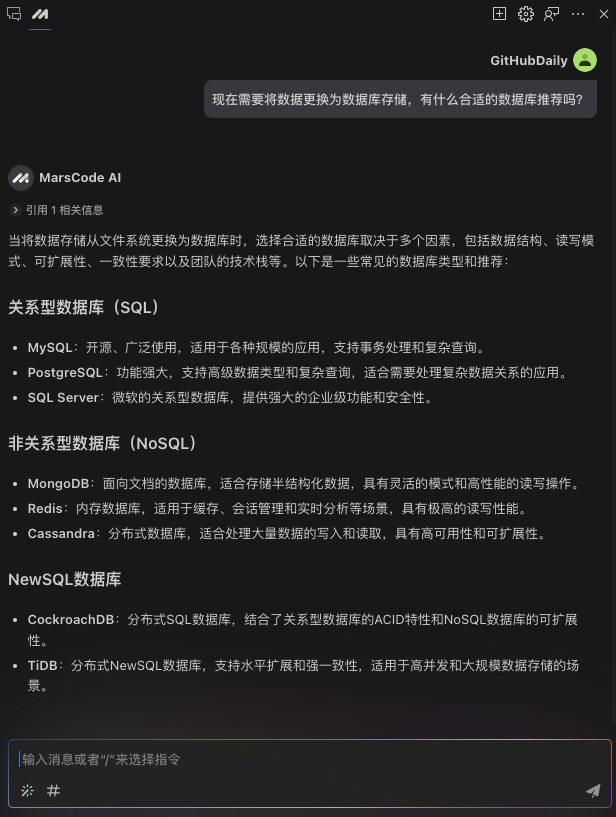 GitHubDaily
现在需要将数据更换为数据库存储，有什么合适的数据库推荐吗?
MarsCode AI
引用 1 相关信息
当将数据存储从文件系统更换为数据库时，选择合适的数据库取决于多个因素，包括数据结构、读写模
式、可扩展性、一致性要求以及团队的技术栈等。以下是一些常见的数据库类型和推荐：
关系型数据库（SQL）
• MySQL：开源、广泛使用，适用于各种规模的应用，支持事务处理和复杂查询。
• PostgreSQL：功能强大，支持高级数据类型和复杂查询，适合需要处理复杂数据关系的应用。
• SQL Server：微软的关系型数据库，提供强大的企业级功能和安全性。
非关系型数据库（NoSQL）
• MongoDB：面向文档的数据库，适合存储半结构化数据，具有灵活的模式和高性能的读写操作。
• Redis：内存数据库，适用于缓存、会话管理和实时分析等场景，具有极高的读写性能。
• Cassandra：分布式数据库，适合处理大量数据的写入和读取，具有高可用性和可扩展性。
NewSQL数据库
• CockroachDB：分布式SQL数据库，结合了关系型数据库的ACID特性和NoSQL数据库的可扩展
性。
• TiDB：分布式NewSQL数据库，支持水平扩展和强一致性，适用于高并发和大规模数据存储的场
景。
输入消息或者“/”来选择指令